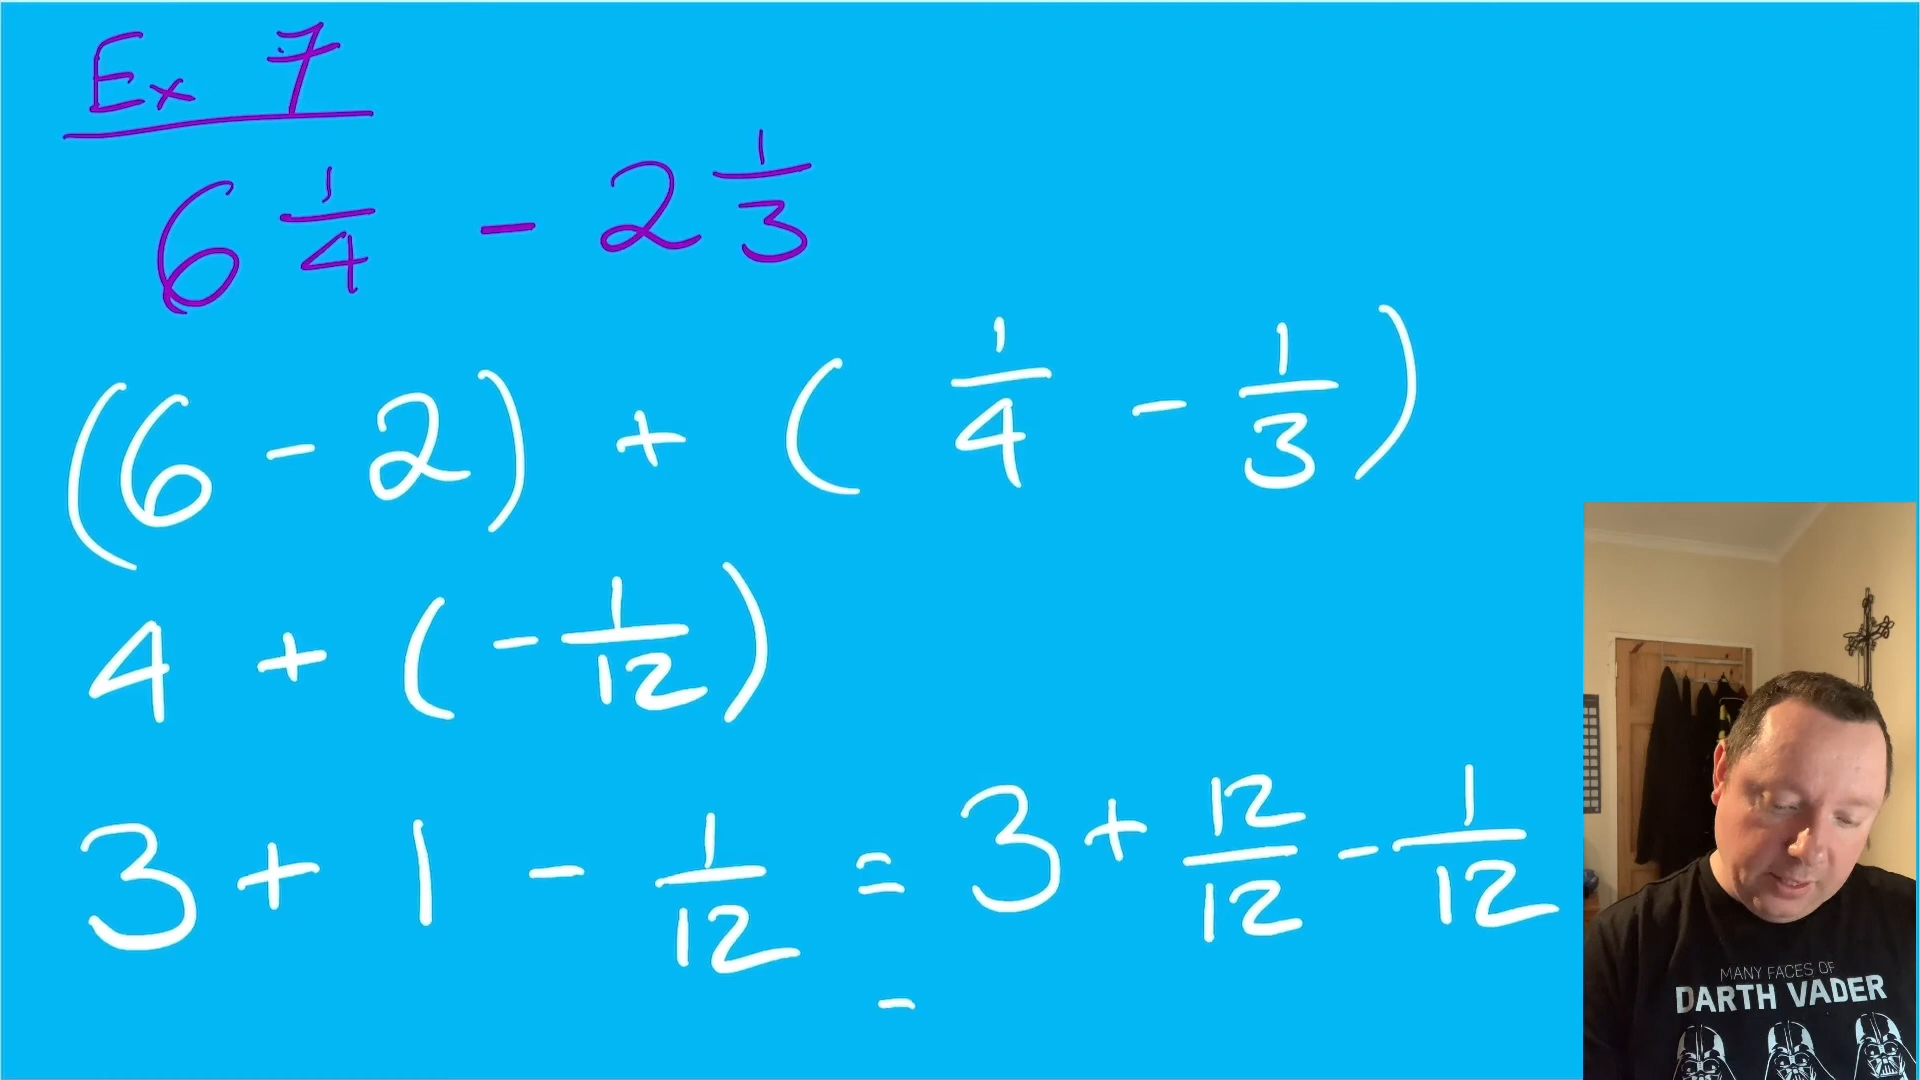 Ex 7
6 1/4 - 2 1/3
(6 - 2) + (1/4 - 1/3)
4 + (- 1/12)
3 + 1 - 1/12 = 3 + 12/12 - 1/12
-
MANY FACES OF
DARTH VADER